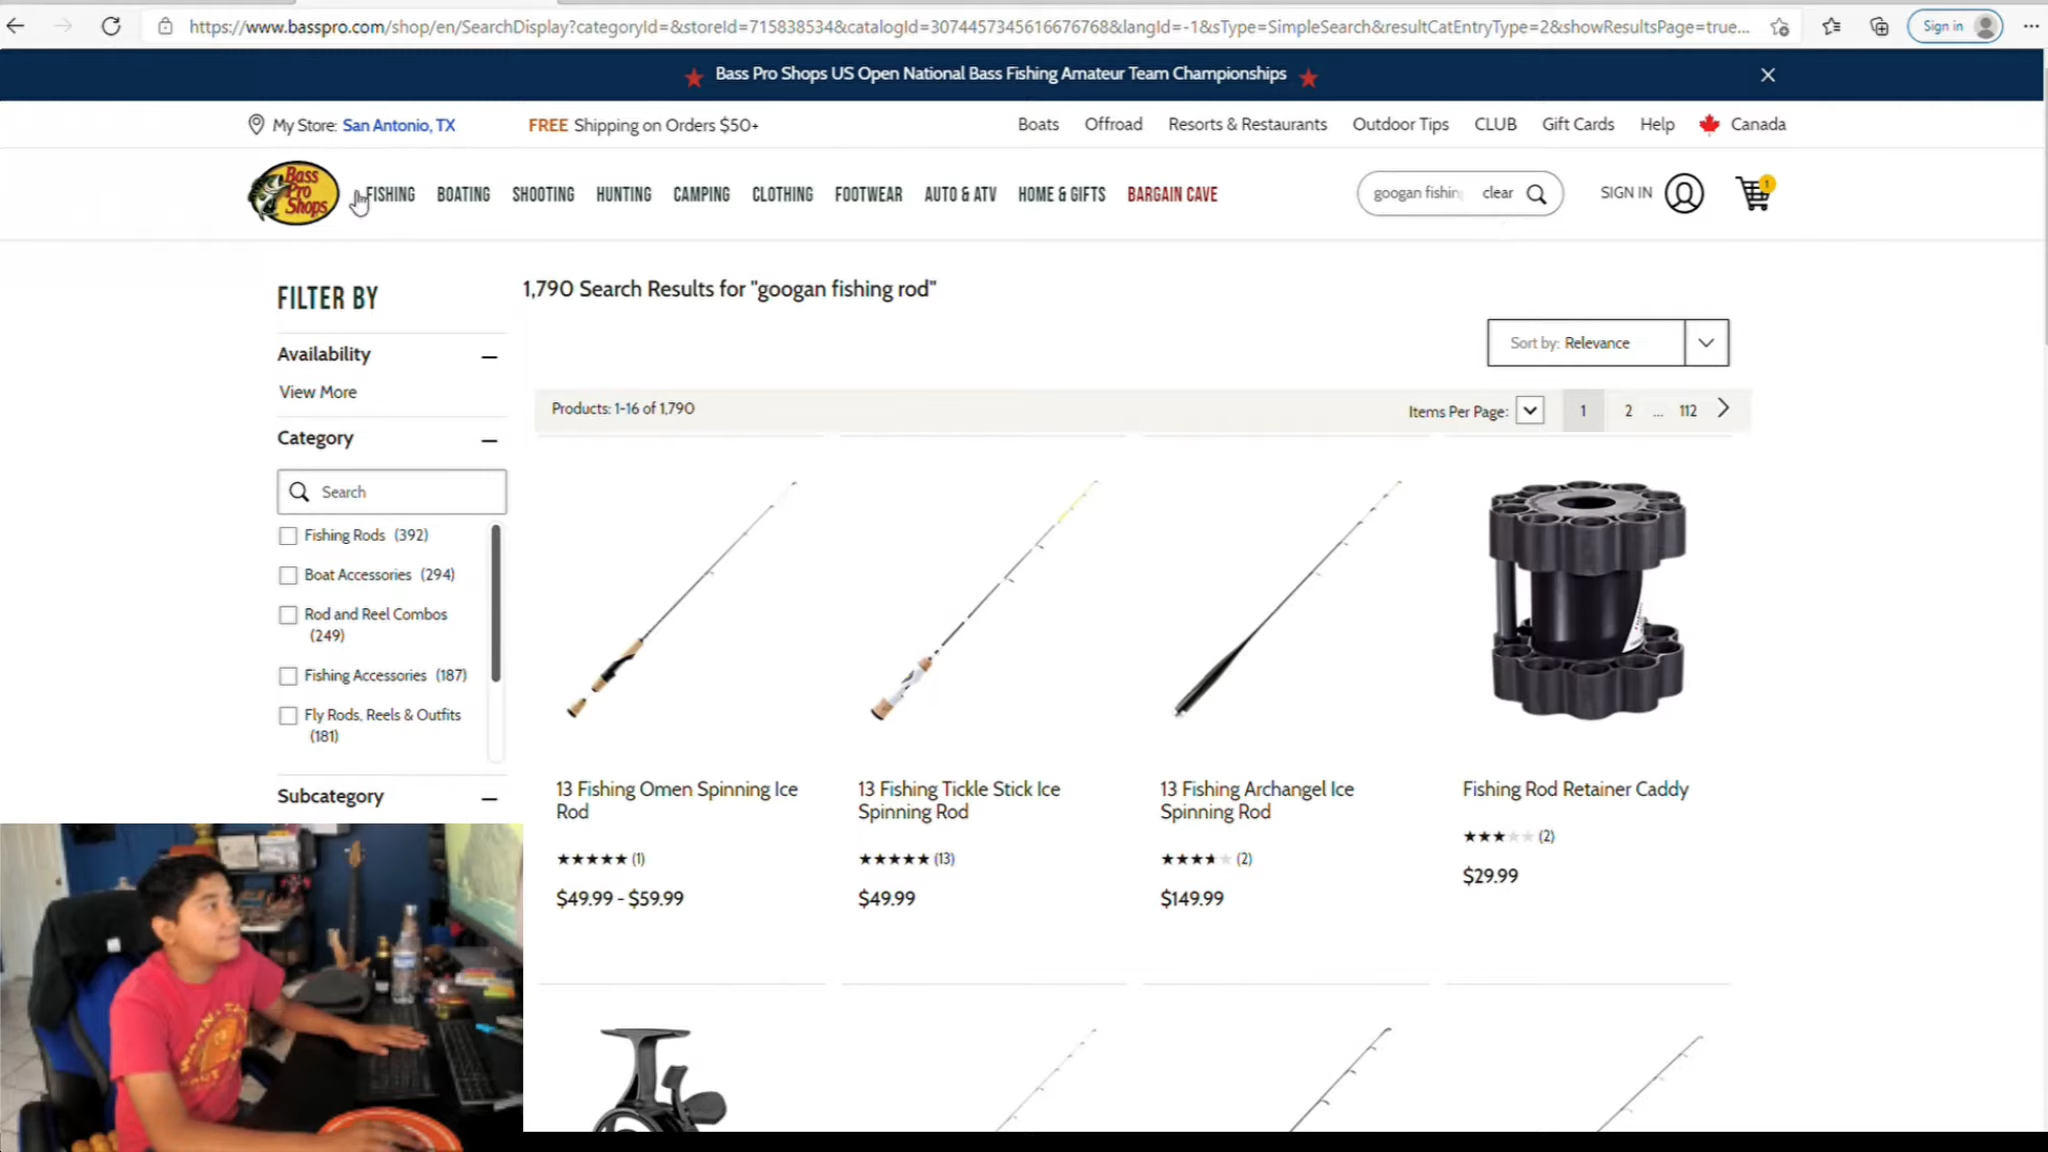 https://www.basspro.com/shop/en/SearchDisplay?categoryId=&storeId=715838534&catalogId=3074457345616676768&langId=-1&sType=SimpleSearch&resultCatEntryType=2&showResultsPage=true...
Sign in
Bass Pro Shops US Open National Bass Fishing Amateur Team Championships
My Store: San Antonio, TX
FREE Shipping on Orders $50+
Boats
Offroad
Resorts & Restaurants
Outdoor Tips
CLUB
Gift Cards
Help
Canada
Bass
Pro
Shops
FISHING
BOATING
SHOOTING
HUNTING
CAMPING
CLOTHING
FOOTWEAR
AUTO & ATV
HOME & GIFTS
BARGAIN CAVE
googan fishing
clear
SIGN IN
1
FILTER BY
1,790 Search Results for "googan fishing rod"
Availability
View More
Sort by: Relevance
Products: 1-16 of 1,790
Items Per Page:
1
2
...
112
Category
Search
Fishing Rods (392)
Boat Accessories (294)
Rod and Reel Combos
(249)
Fishing Accessories (187)
Fly Rods, Reels & Outfits
(181)
Subcategory
13 Fishing Omen Spinning Ice
Rod
(1)
$49.99 - $59.99
13 Fishing Tickle Stick Ice
Spinning Rod
(13)
$49.99
13 Fishing Archangel Ice
Spinning Rod
(2)
$149.99
Fishing Rod Retainer Caddy
(2)
$29.99